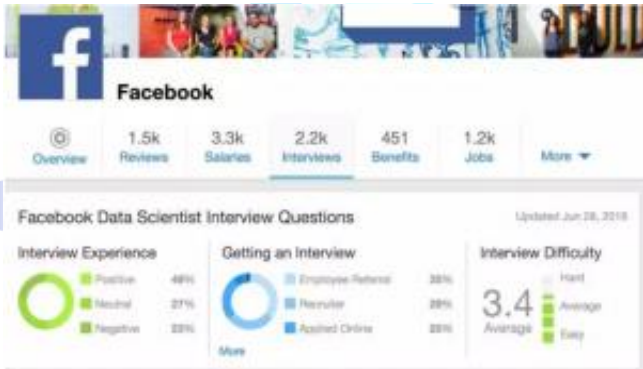 f
Facebook
1.5k 3.3k 2.2k 451 1.2k
Overview Reviews Salaries Interviews Benefits Jobs More
Facebook Data Scientist Interview Questions
Updated Jun 28,
Interview Experience Getting an Interview Interview Difficulty
Positive Employee Referral Hard
Neutral 27% Recruiter 3.4 Average
Negative Applied Online Average Easy
More